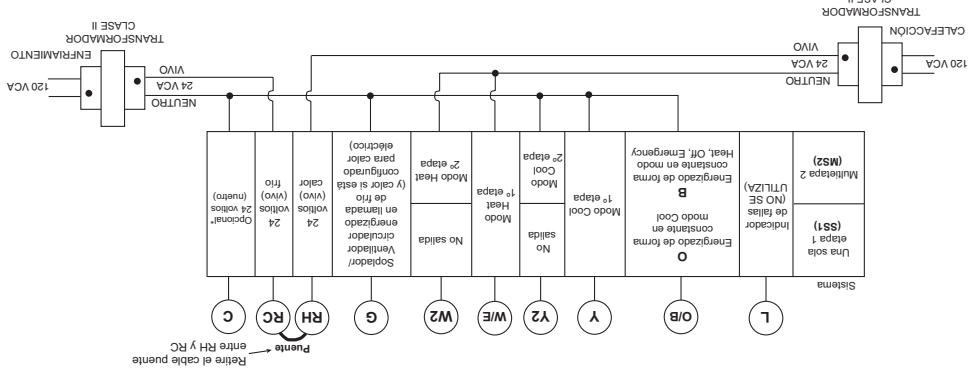 Retire el cable puente
entre RH y RC
Puente
L
O/B
Y
Y2
W/E
W2
G
RH
RC
C
Sistema
Una sola
etapa 1
(SS1)
Multietapa 2
(MS2)
Indicador
de fallas
(NO SE
UTILIZA)
O
Energizado de forma
constante en
modo Cool
B
Energizado de forma
constante en modo
Heat, Off, Emergency
Modo Cool
1º etapa
No
salida
Modo
Cool
2º etapa
Modo
Heat
1º etapa
No salida
Modo Heat
2º etapa
Soplador/
Ventilador
circulador
energizado
en llamada
de frío
(y calor si está
configurado
para calor
eléctrico)
24
voltios
(vivo)
calor
24
voltios
(vivo)
frío
Opcional*
24 voltios
(nuetro)
120 VCA
CALEFACCIÓN
NEUTRO
24 VCA
VIVO
TRANSFORMADOR
CLASE II
NEUTRO
24 VCA
VIVO
120 VCA
ENFRIAMIENTO
TRANSFORMADOR
CLASE II